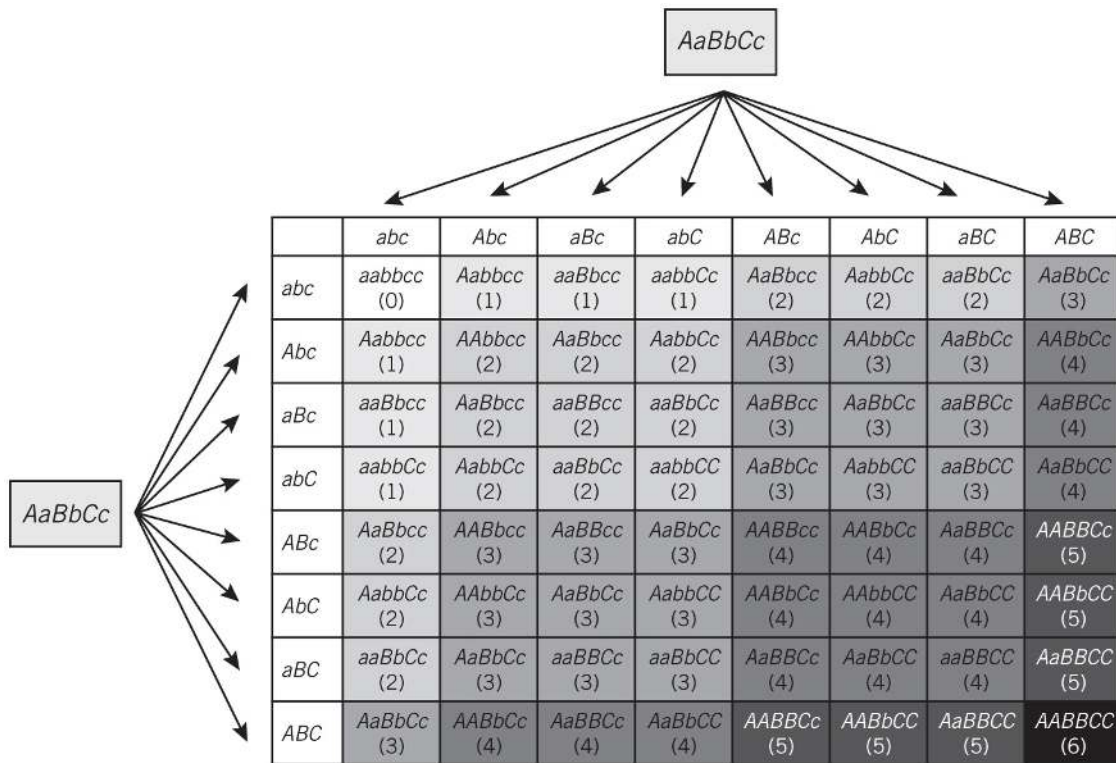 AaBbCc
abc Abc aBc abC ABc AbC aBC ABC
abc aabbcc Aabbcc aaBbcc aabbCc AaBbcc AabbCc aaBbCc AaBbCc
(0) (1) (1) (1) (2) (2) (2) (3)
Abc Aabbcc AAbbcc AaBbcc AabbCc AABbcc AAbbCc AaBbCc AABbCc
(1) (2) (2) (2) (3) (3) (3) (4)
aBc aaBbcc AaBbcc aaBBcc aaBbCc AaBBcc AaBbCc aaBBCc AaBBCc
(1) (2) (2) (2) (3) (3) (3) (4)
abC aabbCc AabbCc aaBbCc aabbCC AaBbCc AabbCC aaBbCC AaBbCC
(1) (2) (2) (2) (3) (3) (3) (4)
AaBbCc
ABc AaBbcc AABbcc AaBBcc AaBbCc AABBcc AABbCc AaBBCc AABBCc
(2) (3) (3) (3) (4) (4) (4) (5)
AbC AabbCc AAbbCc AaBbCc AabbCC AABbCc AAbbCC AaBbCC AABbCC
(2) (3) (3) (3) (4) (4) (4) (5)
aBC aaBbCc AaBbCc aaBBCc aaBbCC AaBBCc AaBbCC aaBBCC AaBBCC
(2) (3) (3) (3) (4) (4) (4) (5)
ABC AaBbCc AABbCc AaBBCc AaBbCC AABBCc AABbCC AaBBCC AABBCC
(3) (4) (4) (4) (5) (5) (5) (6)